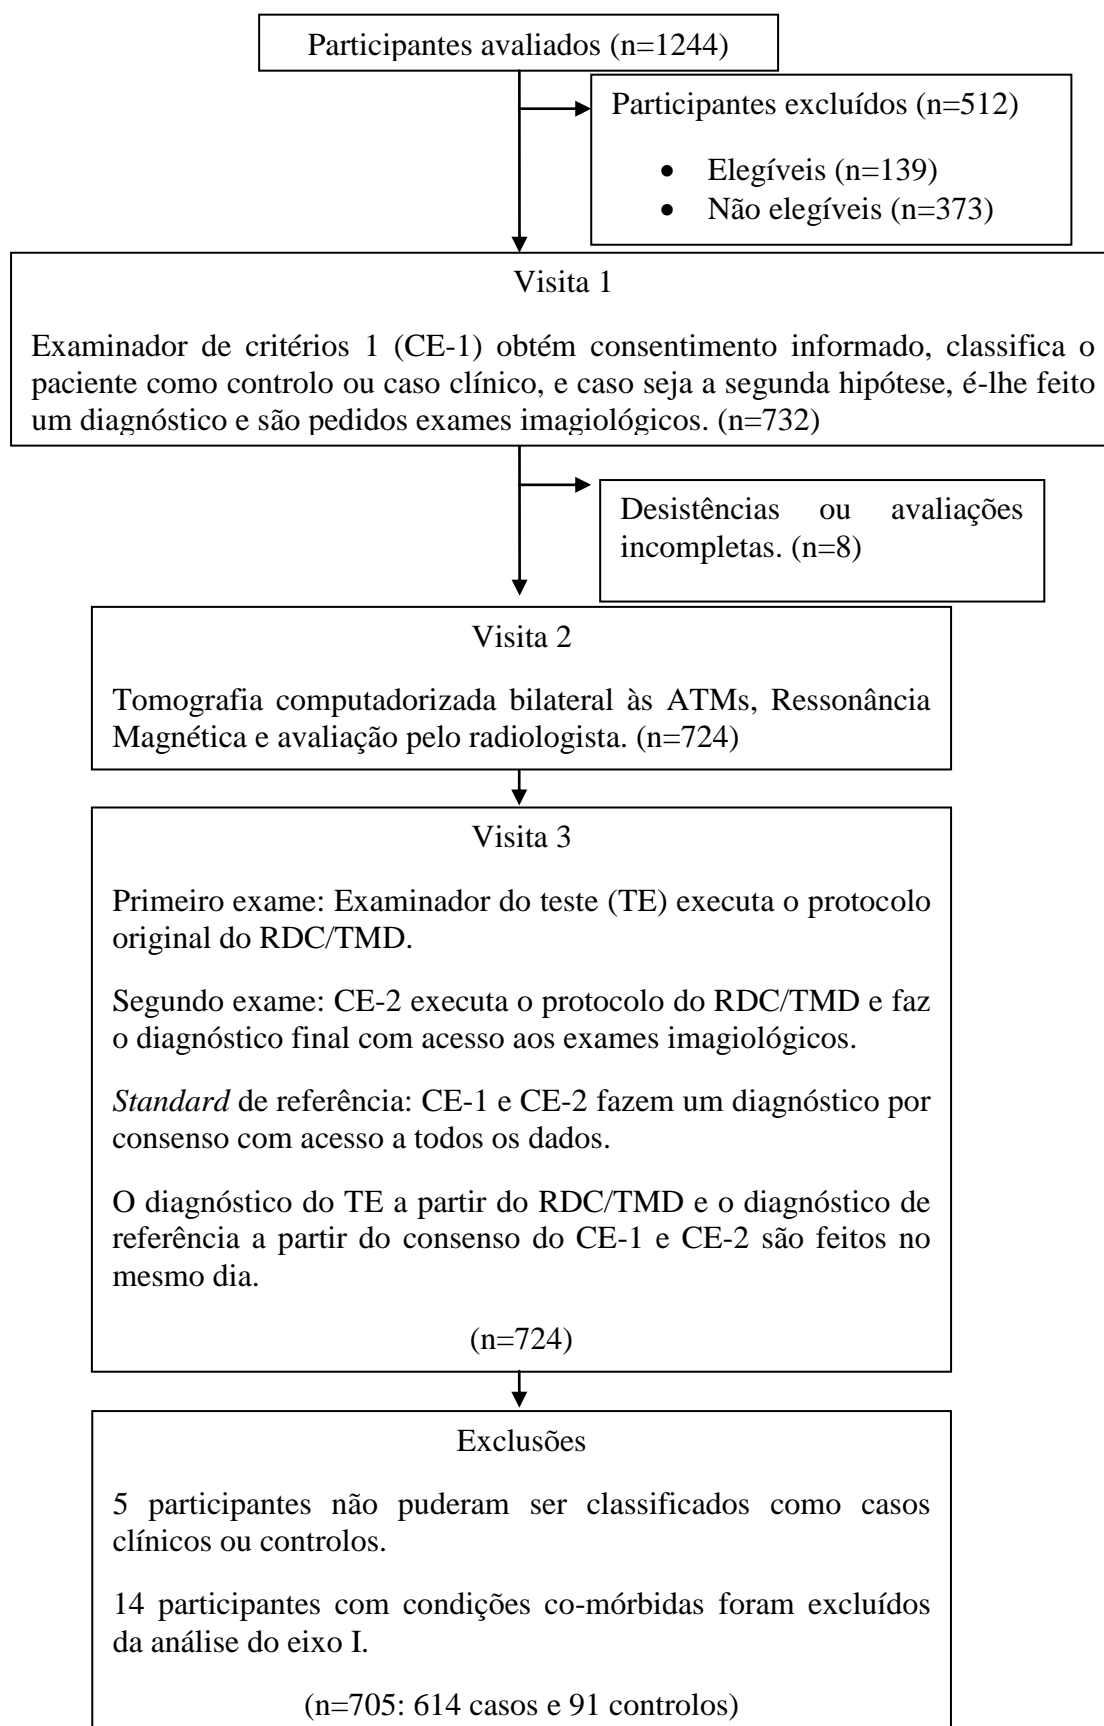 Participantes avaliados (n=1244)
Participantes excluídos (n=512)
• Elegíveis (n=139)
• Não elegíveis (n=373)
Visita 1
Examinador de critérios 1 (CE-1) obtém consentimento informado, classifica o
paciente como controlo ou caso clínico, e caso seja a segunda hipótese, é-lhe feito
um diagnóstico e são pedidos exames imagiológicos. (n=732)
Desistências ou avaliações
incompletas. (n=8)
Visita 2
Tomografia computadorizada bilateral às ATMs, Ressonância
Magnética e avaliação pelo radiologista. (n=724)
Visita 3
Primeiro exame: Examinador do teste (TE) executa o protocolo
original do RDC/TMD.
Segundo exame: CE-2 executa o protocolo do RDC/TMD e faz
o diagnóstico final com acesso aos exames imagiológicos.
Standard de referência: CE-1 e CE-2 fazem um diagnóstico por
consenso com acesso a todos os dados.
O diagnóstico do TE a partir do RDC/TMD e o diagnóstico de
referência a partir do consenso do CE-1 e CE-2 são feitos no
mesmo dia.
(n=724)
Exclusões
5 participantes não puderam ser classificados como casos
clínicos ou controlos.
14 participantes com condições co-mórbidas foram excluídos
da análise do eixo I.
(n=705: 614 casos e 91 controlos)